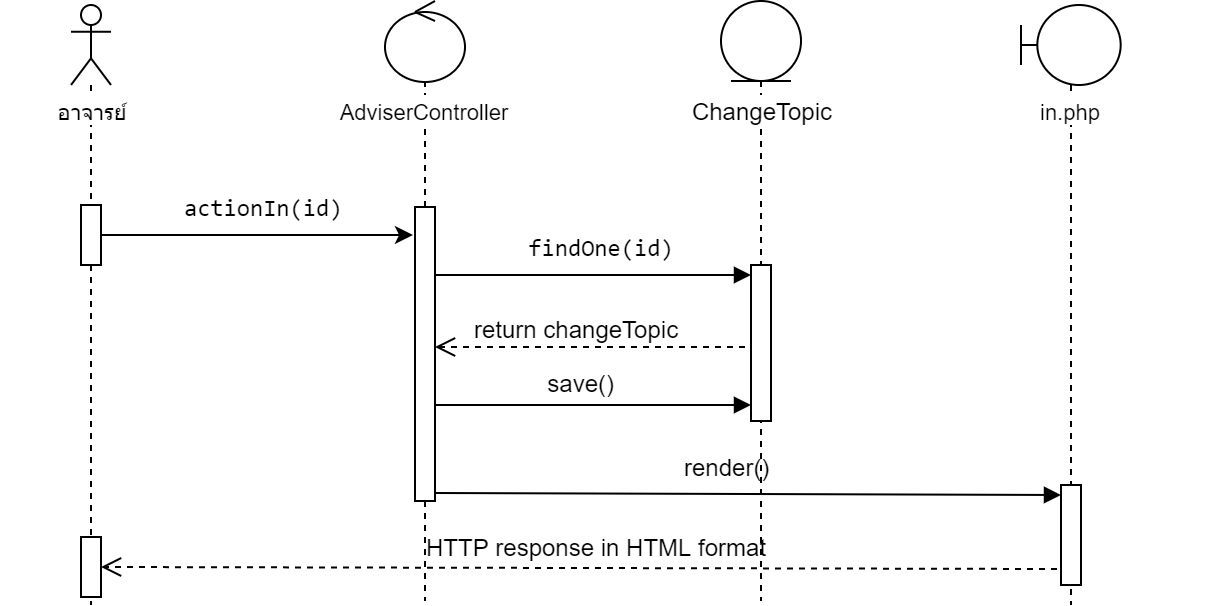 อาจารย์
AdviserController
ChangeTopic
in.php
actionIn(id)
findOne(id)
return changeTopic
save()
render()
HTTP response in HTML format